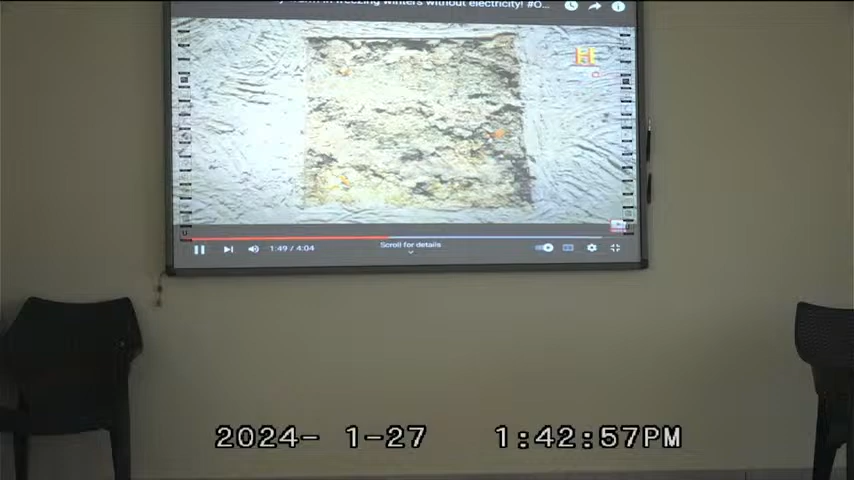 in freezing winters without electricity! #O...
H
1:49 / 4:04
Scroll for details
2024- 1-27 1:42:57PM